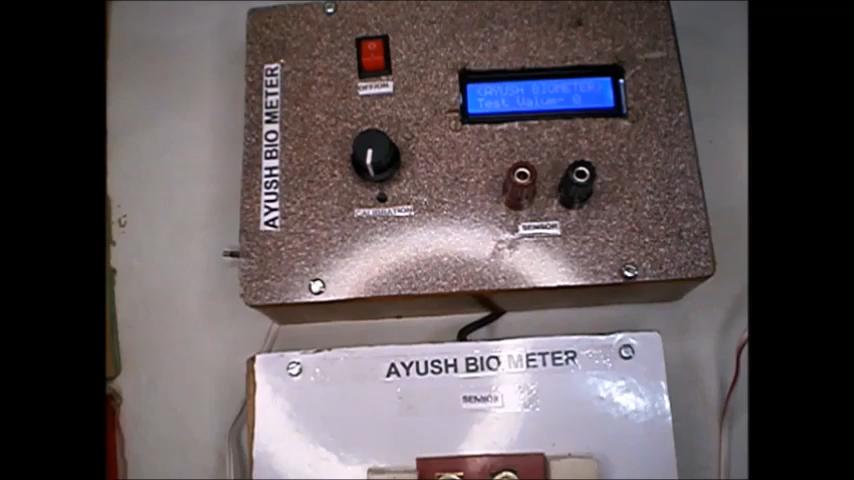 OFF/ON
AYUSH BIO METER
(AYUSH BIOMETER)
Test Value= 0
CALIBRATION
SENSOR
AYUSH BIO METER
SENSOR